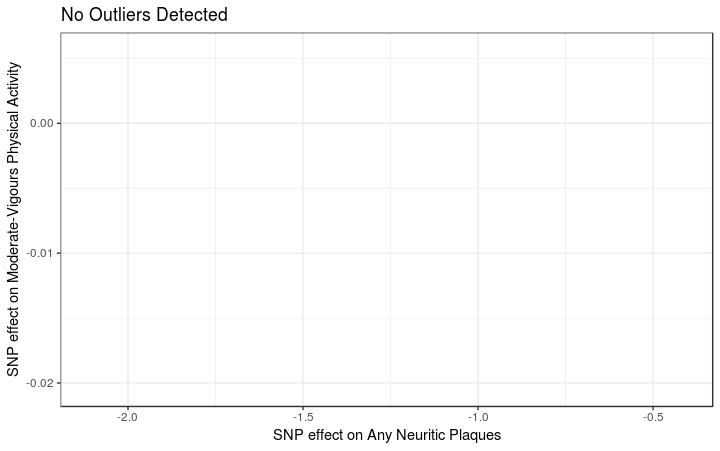 No Outliers Detected
SNP effect on Moderate-Vigours Physical Activity
0.00
-0.01
-0.02
-2.0
-1.5
-1.0
-0.5
SNP effect on Any Neuritic Plaques